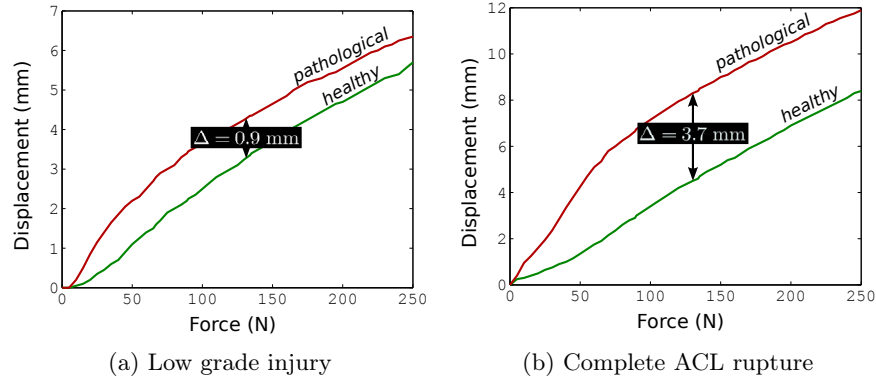 7
6
5
4
3
2
1
0
Displacement (mm)
0 50 100 150 200 250
Force (N)
pathological
healthy
Δ = 0.9 mm
(a) Low grade injury
12
10
8
6
4
2
0
Displacement (mm)
0 50 100 150 200 250
Force (N)
pathological
healthy
Δ = 3.7 mm
(b) Complete ACL rupture